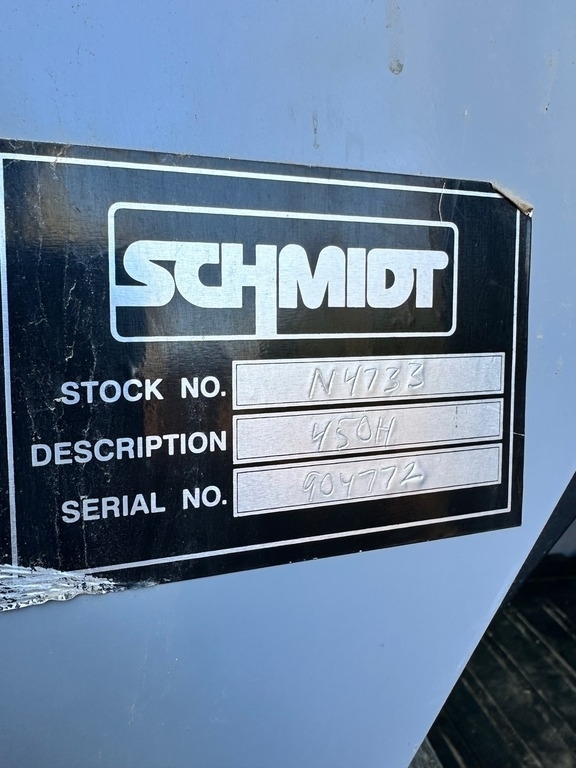 SCHMIDT
STOCK NO. N4733
DESCRIPTION 450H
SERIAL NO. 904772